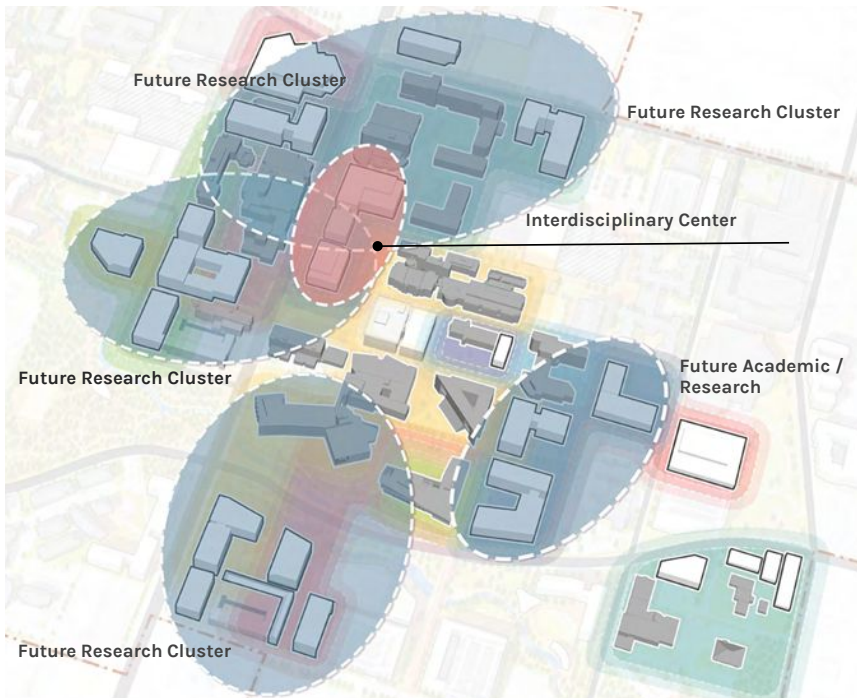 Future Research Cluster
Future Research Cluster
Interdisciplinary Center
Future Academic /
Research
Future Research Cluster
Future Research Cluster